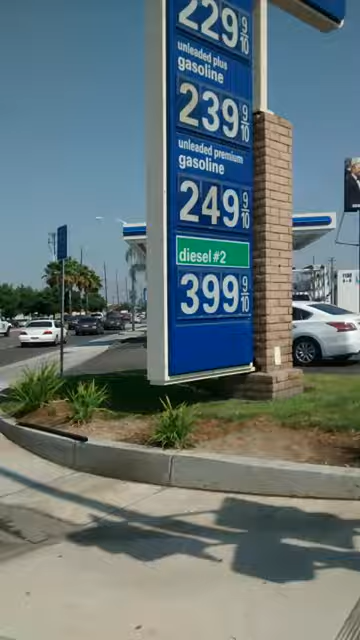 229 9/10
unleaded plus
gasoline
239 9/10
unleaded premium
gasoline
249 9/10
diesel #2
399 9/10